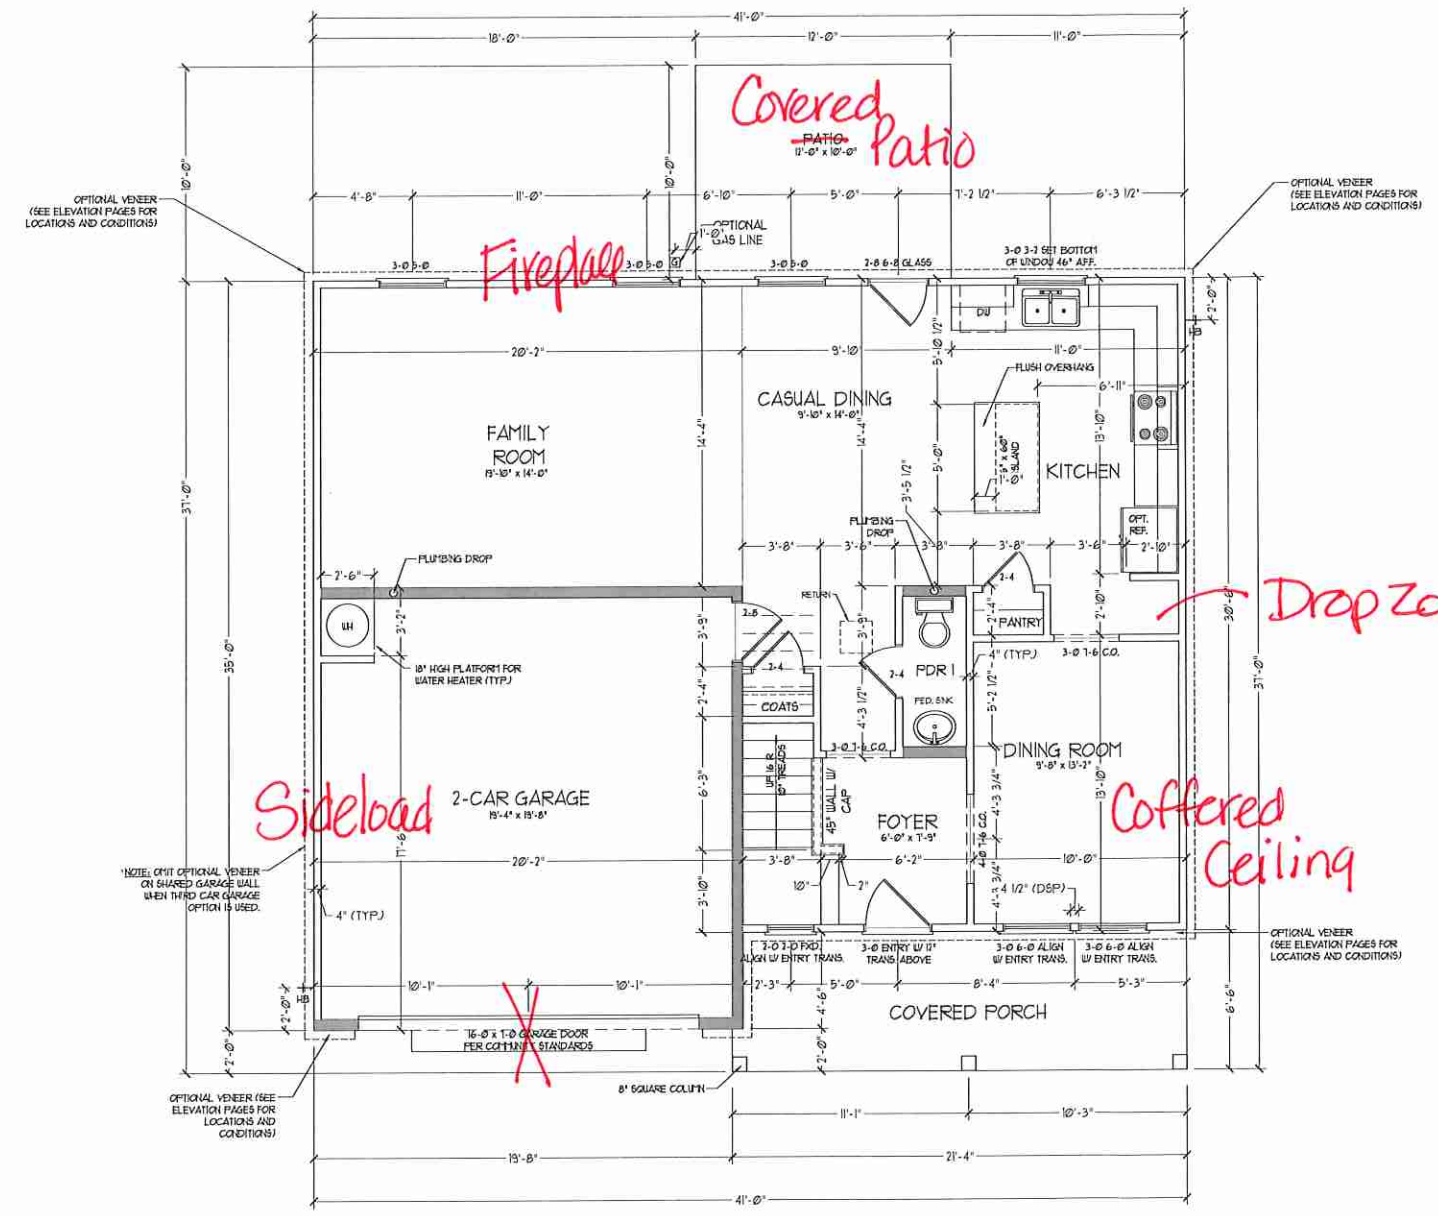 41'-0"
18'-0"
12'-0"
11'-0"
Covered
Patio
PATIO
12'-0" x 10'-0"
10'-0"
10'-0"
4'-8"
11'-0"
6'-10"
5'-0"
7'-2 1/2"
6'-3 1/2"
OPTIONAL VENEER
(SEE ELEVATION PAGES FOR
LOCATIONS AND CONDITIONS)
OPTIONAL VENEER
(SEE ELEVATION PAGES FOR
LOCATIONS AND CONDITIONS)
OPTIONAL
GAS LINE
1'-0"
Fireplace
3-0 5-0
3-0 5-0
3-0 5-0
2-8 6-8 GLASS
3-0 3-2 SET BOTTOM
OF WINDOW 46" AFF.
G
2'-0"
HB
DW
20'-2"
9'-10"
11'-0"
5'-10 1/2"
FLUSH OVERHANG
6'-11"
CASUAL DINING
9'-10" x 14'-0"
FAMILY
ROOM
19'-10" x 14'-0"
14'-4"
14'-4"
5'-0"
13'-10"
ISLAND
1'-0"
KITCHEN
3'-5 1/2"
PLUMBING
DROP
OPT.
REF.
37'-0"
3'-8"
3'-6"
3'-8"
3'-8"
3'-6"
2'-10"
PLUMBING DROP
2'-6"
2-4
RETURN
Drop Zo
30'-6"
2-8
3'-9"
3'-9"
2'-4"
PANTRY
2'-10"
WH
3'-2"
18" HIGH PLATFORM FOR
WATER HEATER (TYP.)
2-4
2-4
PDR 1
4" (TYP.)
3-0 7-6 C.O.
35'-0"
37'-0"
2'-4"
COATS
4'-3 1/2"
PED. SINK
5'-2 1/2"
3-0 7-6 C.O.
DINING ROOM
9'-8" x 13'-2"
UP 16 R
10" TREADS
6'-3"
45" WALL W/
CAP
4'-3 3/4"
13'-10"
Sideload
2-CAR GARAGE
19'-4" x 19'-8"
FOYER
6'-0" x 7'-9"
4-0 7-6 C.O.
Coffered
Ceiling
17'-6"
20'-2"
3'-8"
6'-2"
10'-0"
NOTE: OMIT OPTIONAL VENEER
ON SHARED GARAGE WALL
WHEN THIRD CAR GARAGE
OPTION IS USED.
4" (TYP.)
3'-10"
10"
2"
4'-3 3/4"
4 1/2" (DSP.)
2-0 2-0 FXD.
ALIGN W/ ENTRY TRANS.
3-0 ENTRY W/ 12"
TRANS. ABOVE
3-0 6-0 ALIGN
W/ ENTRY TRANS.
3-0 6-0 ALIGN
W/ ENTRY TRANS.
OPTIONAL VENEER
(SEE ELEVATION PAGES FOR
LOCATIONS AND CONDITIONS)
10'-1"
10'-1"
2'-3"
5'-0"
8'-4"
5'-3"
HB
2'-0"
4'-6"
6'-6"
COVERED PORCH
16-0 x 7-0 GARAGE DOOR
PER COMMUNITY STANDARDS
2'-0"
2'-0"
8" SQUARE COLUMN
OPTIONAL VENEER (SEE
ELEVATION PAGES FOR
LOCATIONS AND
CONDITIONS)
11'-1"
10'-3"
19'-8"
21'-4"
41'-0"